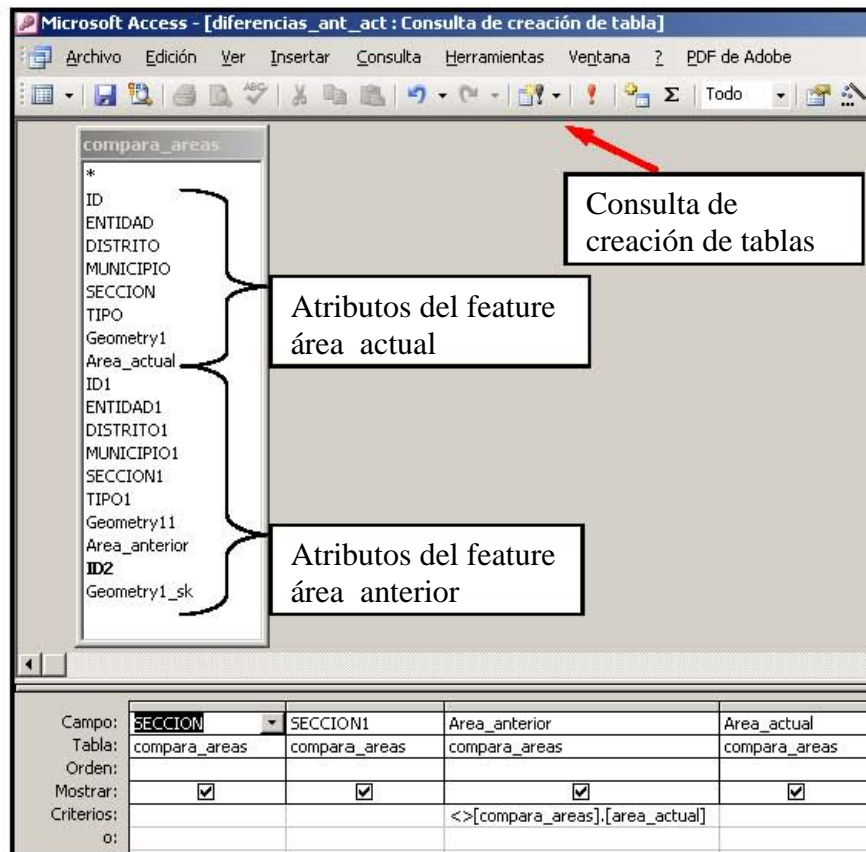 Microsoft Access - [diferencias_ant_act : Consulta de creación de tabla]
Archivo Edición Ver Insertar Consulta Herramientas Ventana ? PDF de Adobe
ABC Σ Todo
compara_areas
*
ID
ENTIDAD
DISTRITO
MUNICIPIO
SECCION
TIPO
Geometry1
Area_actual
ID1
ENTIDAD1
DISTRITO1
MUNICIPIO1
SECCION1
TIPO1
Geometry11
Area_anterior
ID2
Geometry1_sk
Consulta de
creación de tablas
Atributos del feature
área actual
Atributos del feature
área anterior
Campo: SECCION SECCION1 Area_anterior Area_actual
Tabla: compara_areas compara_areas compara_areas compara_areas
Orden:
Mostrar:
Criterios: <>[compara_areas].[area_actual]
o: